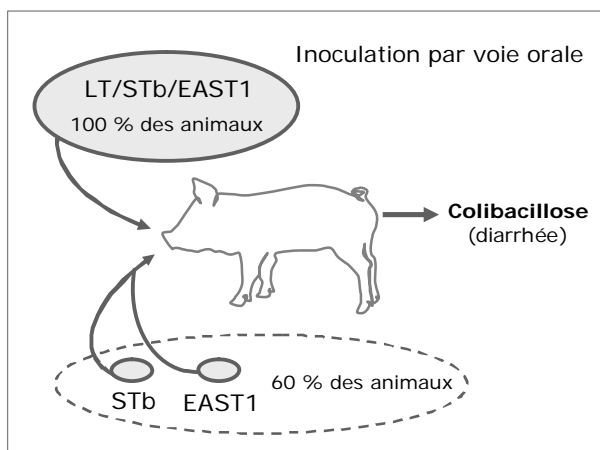 Inoculation par voie orale
LT/STb/EAST1
100 % des animaux
Colibacillose
(diarrhée)
60 % des animaux
STb
EAST1